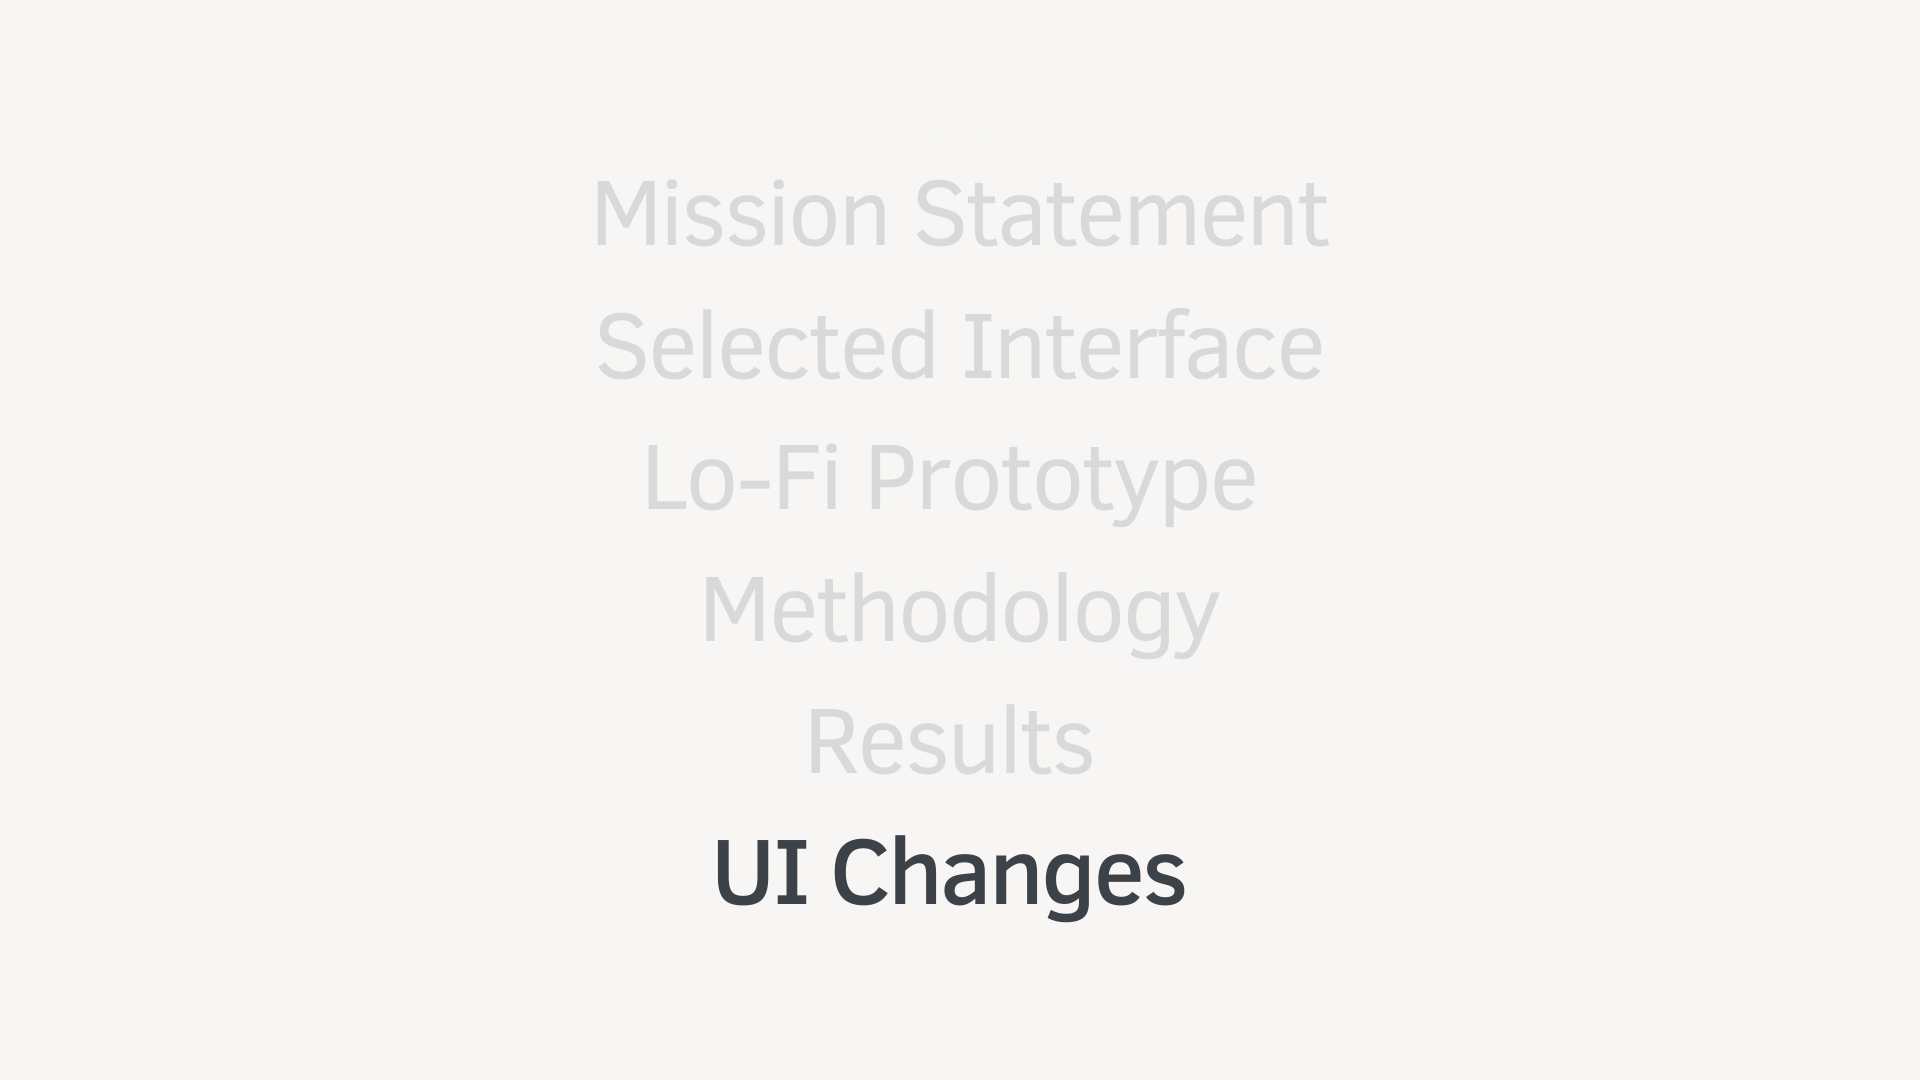 Mission Statement
Selected Interface
Lo-Fi Prototype
Methodology
Results
UI Changes